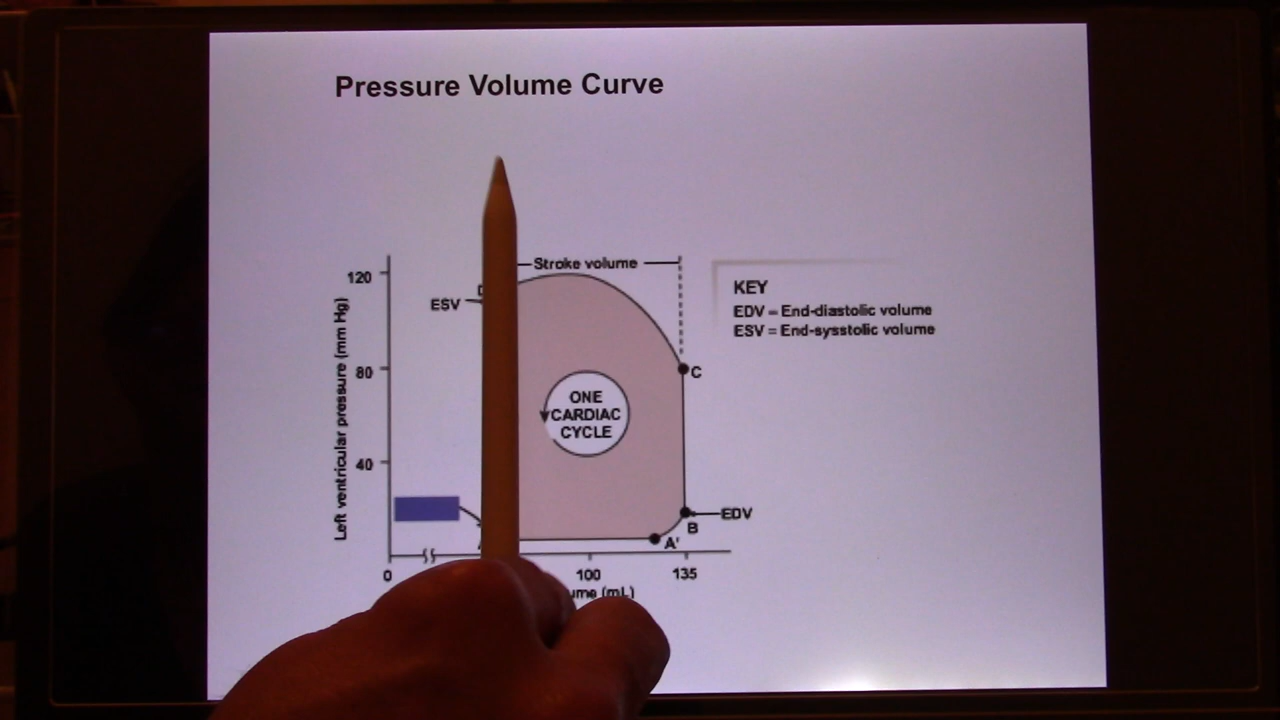 Pressure Volume Curve
Stroke volume
120
ESV
KEY
EDV = End-diastolic volume
ESV = End-sysstolic volume
Left ventricular pressure (mm Hg)
80
C
ONE
CARDIAC
CYCLE
40
EDV
B
A'
0
100
135
(mL)